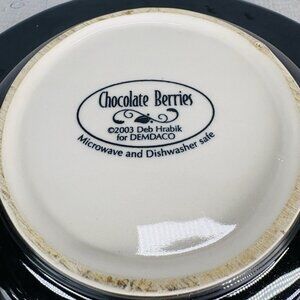 Chocolate Berries
©2003 Deb Hrabik
for DEMDACO
Microwave and Dishwasher safe